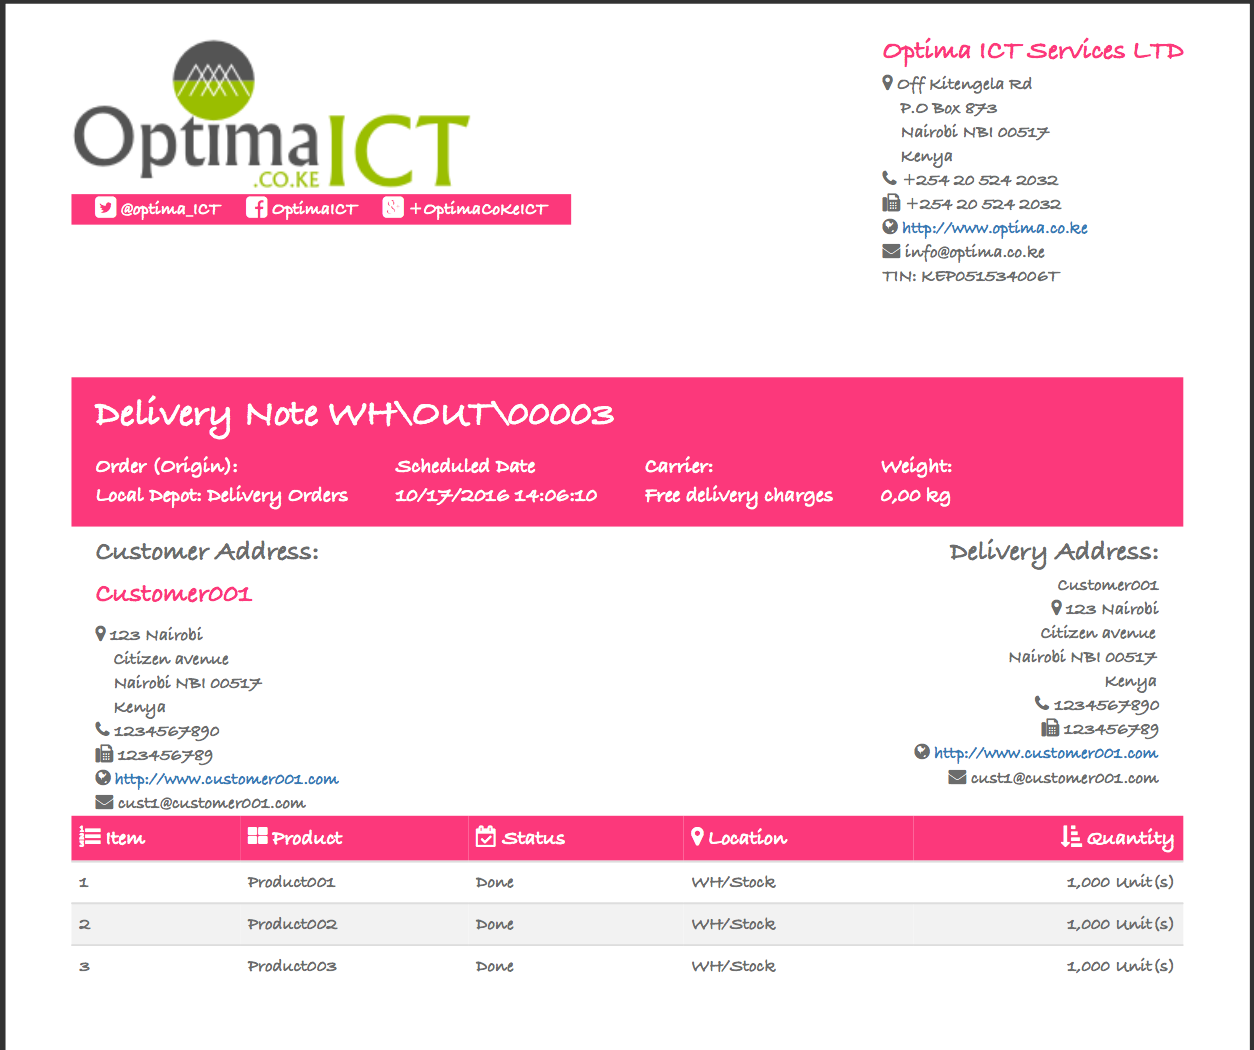 OptimaICT
.CO.KE
@optima_ICT OptimaICT +OptimaCoKeICT
Optima ICT Services LTD
Off Kitengela Rd
P.O Box 873
Nairobi NBI 00517
Kenya
+254 20 524 2032
+254 20 524 2032
http://www.optima.co.ke
info@optima.co.ke
TIN: KEP051534006T
Delivery Note WH\OUT\00003
Order (Origin): Scheduled Date Carrier: Weight:
Local Depot: Delivery Orders 10/17/2016 14:06:10 Free delivery charges 0,00 kg
Customer Address:
Customer001
123 Nairobi
Citizen avenue
Nairobi NBI 00517
Kenya
1234567890
123456789
http://www.customer001.com
cust1@customer001.com
Delivery Address:
Customer001
123 Nairobi
Citizen avenue
Nairobi NBI 00517
Kenya
1234567890
123456789
http://www.customer001.com
cust1@customer001.com
Item Product Status Location Quantity
1 Product001 Done WH/Stock 1,000 Unit(s)
2 Product002 Done WH/Stock 1,000 Unit(s)
3 Product003 Done WH/Stock 1,000 Unit(s)